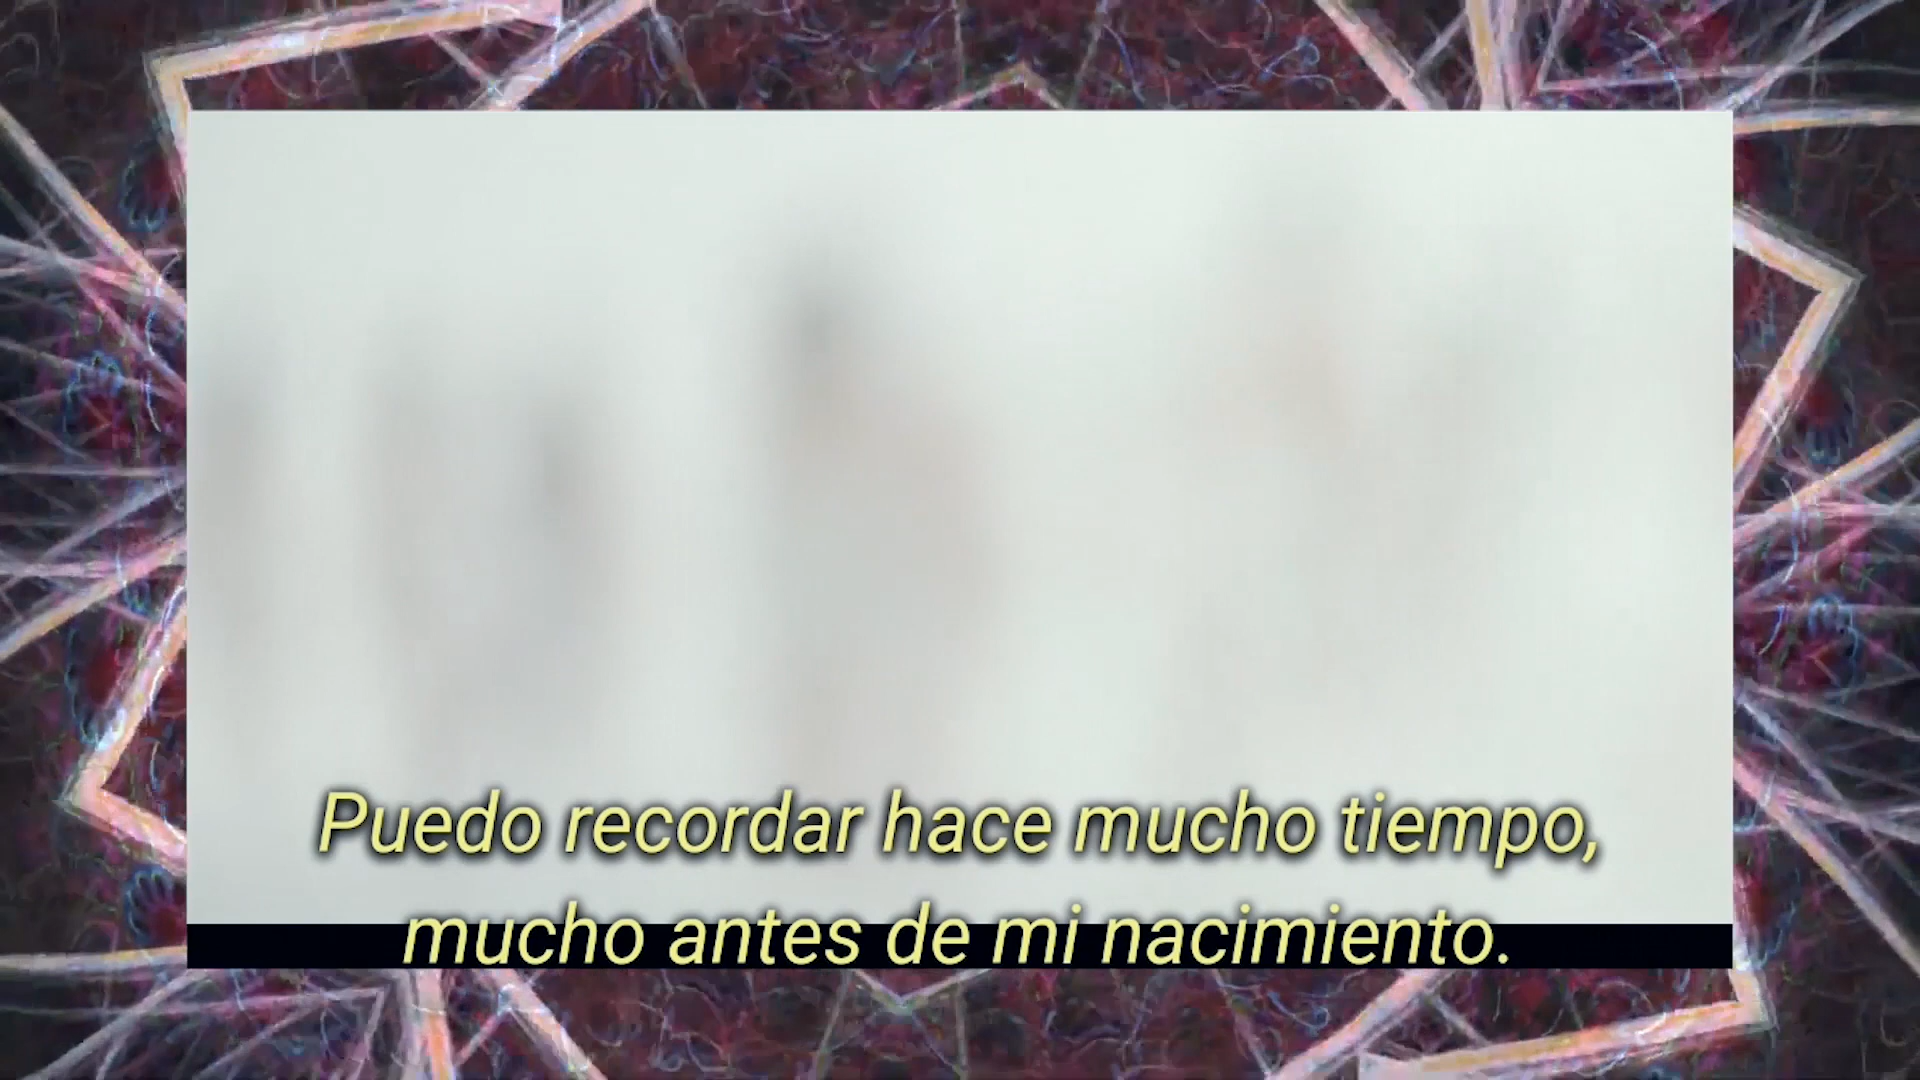 Puedo recordar hace mucho tiempo,
mucho antes de mi nacimiento.